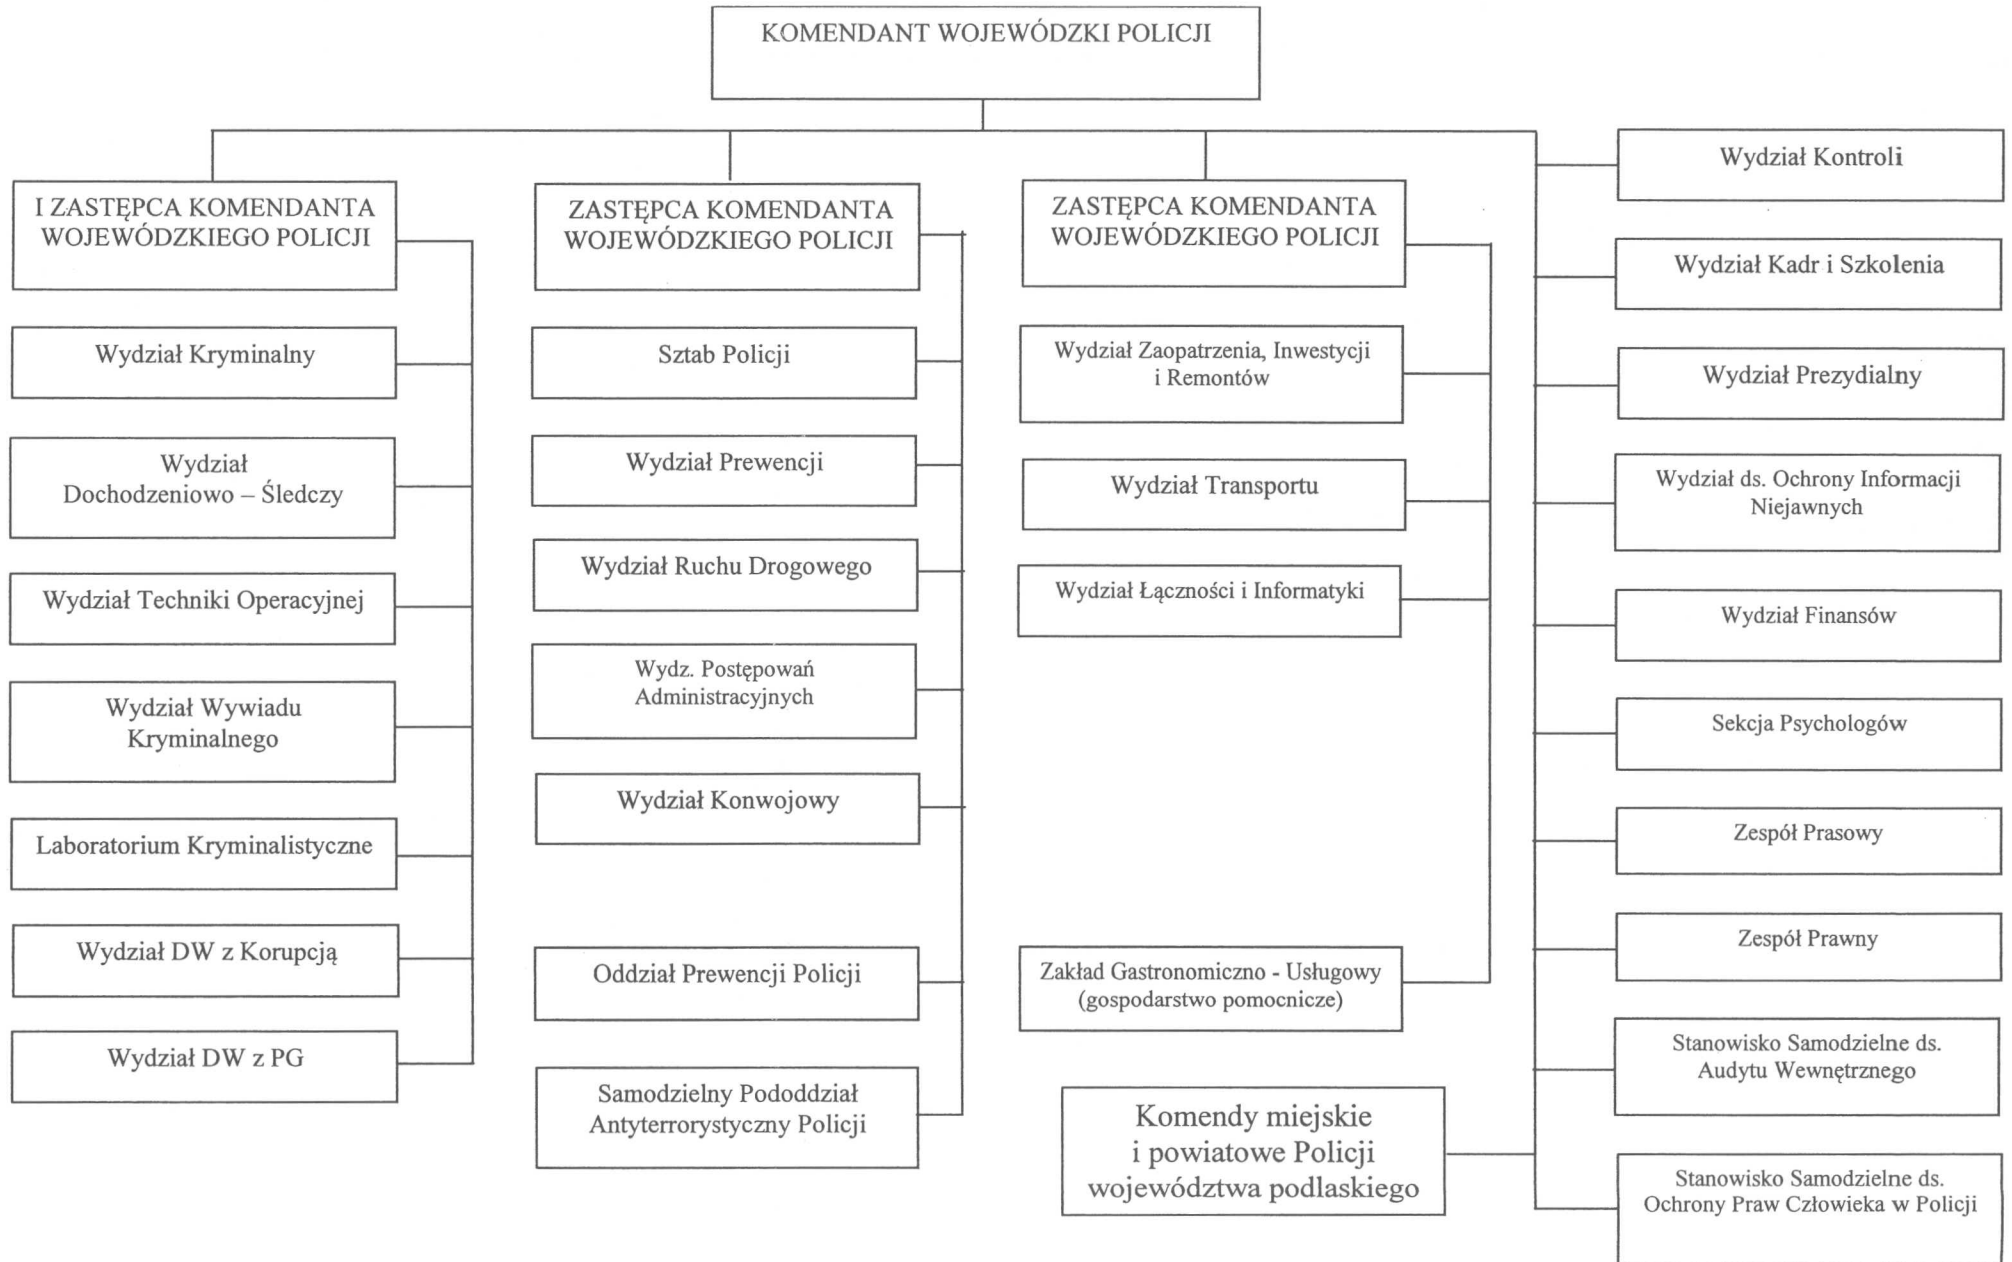 KOMENDANT WOJEWÓDZKI POLICJI
I ZASTĘPCA KOMENDANTA
WOJEWÓDZKIEGO POLICJI
Wydział Kryminalny
Wydział
Dochodzeniowo – Śledczy
Wydział Techniki Operacyjnej
Wydział Wywiadu
Kryminalnego
Laboratorium Kryminalistyczne
Wydział DW z Korupcją
Wydział DW z PG
ZASTĘPCA KOMENDANTA
WOJEWÓDZKIEGO POLICJI
Sztab Policji
Wydział Prewencji
Wydział Ruchu Drogowego
Wydz. Postępowań
Administracyjnych
Wydział Konwojowy
Oddział Prewencji Policji
Samodzielny Pododdział
Antyterrorystyczny Policji
ZASTĘPCA KOMENDANTA
WOJEWÓDZKIEGO POLICJI
Wydział Zaopatrzenia, Inwestycji
i Remontów
Wydział Transportu
Wydział Łączności i Informatyki
Zakład Gastronomiczno - Usługowy
(gospodarstwo pomocnicze)
Komendy miejskie
i powiatowe Policji
województwa podlaskiego
Wydział Kontroli
Wydział Kadr i Szkolenia
Wydział Prezydialny
Wydział ds. Ochrony Informacji
Niejawnych
Wydział Finansów
Sekcja Psychologów
Zespół Prasowy
Zespół Prawny
Stanowisko Samodzielne ds.
Audytu Wewnętrznego
Stanowisko Samodzielne ds.
Ochrony Praw Człowieka w Policji